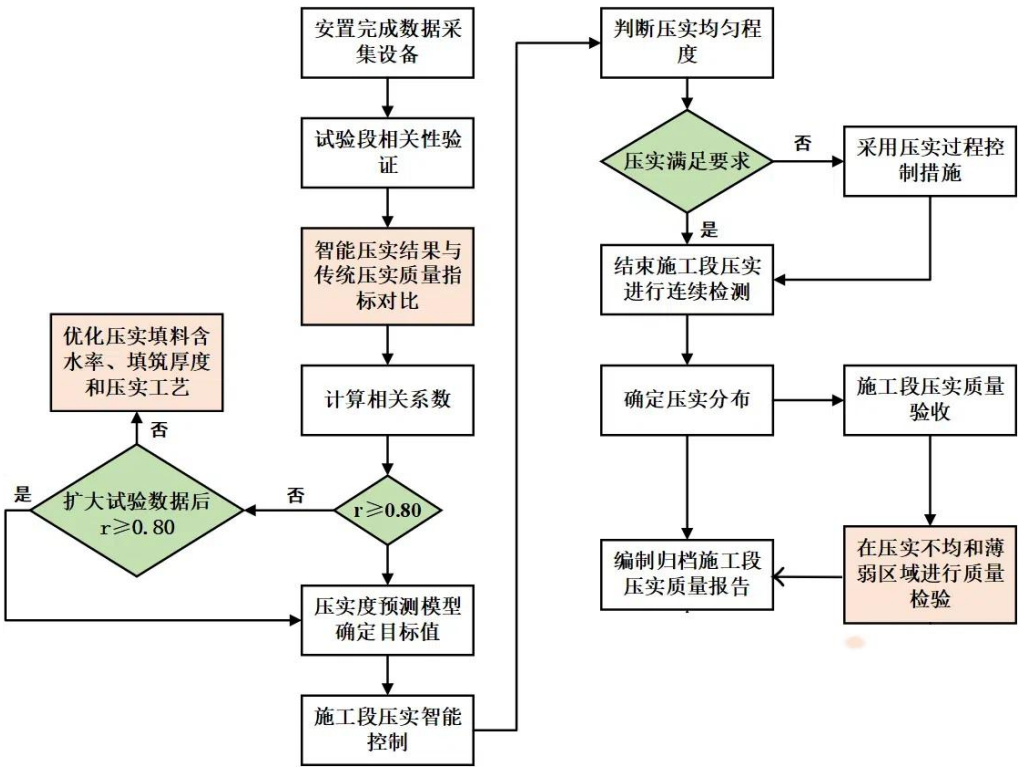 安置完成数据采
集设备
试验段相关性验
证
智能压实结果与
传统压实质量指
标对比
优化压实填料含
水率、填筑厚度
和压实工艺
计算相关系数
否
是
扩大试验数据后
r≥0.80
否
r≥0.80
压实度预测模型
确定目标值
施工段压实智能
控制
判断压实均匀程
度
压实满足要求
否
采用压实过程控
制措施
是
结束施工段压实
进行连续检测
确定压实分布
施工段压实质量
验收
编制归档施工段
压实质量报告
在压实不均和薄
弱区域进行质量
检验